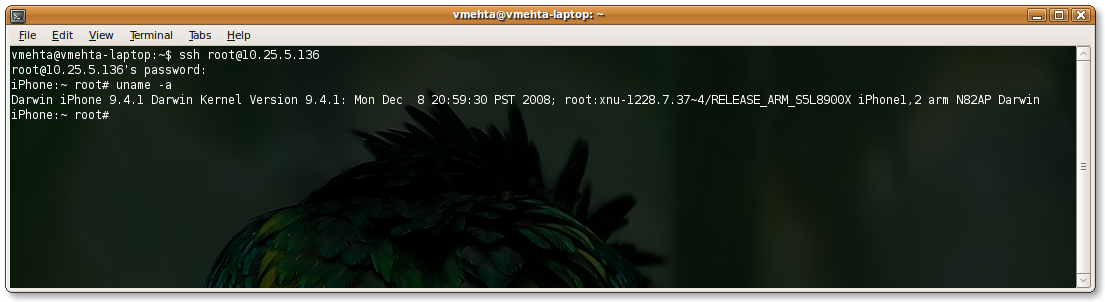 vmehta@vmehta-laptop: ~
File Edit View Terminal Tabs Help
vmehta@vmehta-laptop:~$ ssh root@10.25.5.136
root@10.25.5.136's password:
iPhone:~ root# uname -a
Darwin iPhone 9.4.1 Darwin Kernel Version 9.4.1: Mon Dec  8 20:59:30 PST 2008; root:xnu-1228.7.37~4/RELEASE_ARM_S5L8900X iPhone1,2 arm N82AP Darwin
iPhone:~ root#